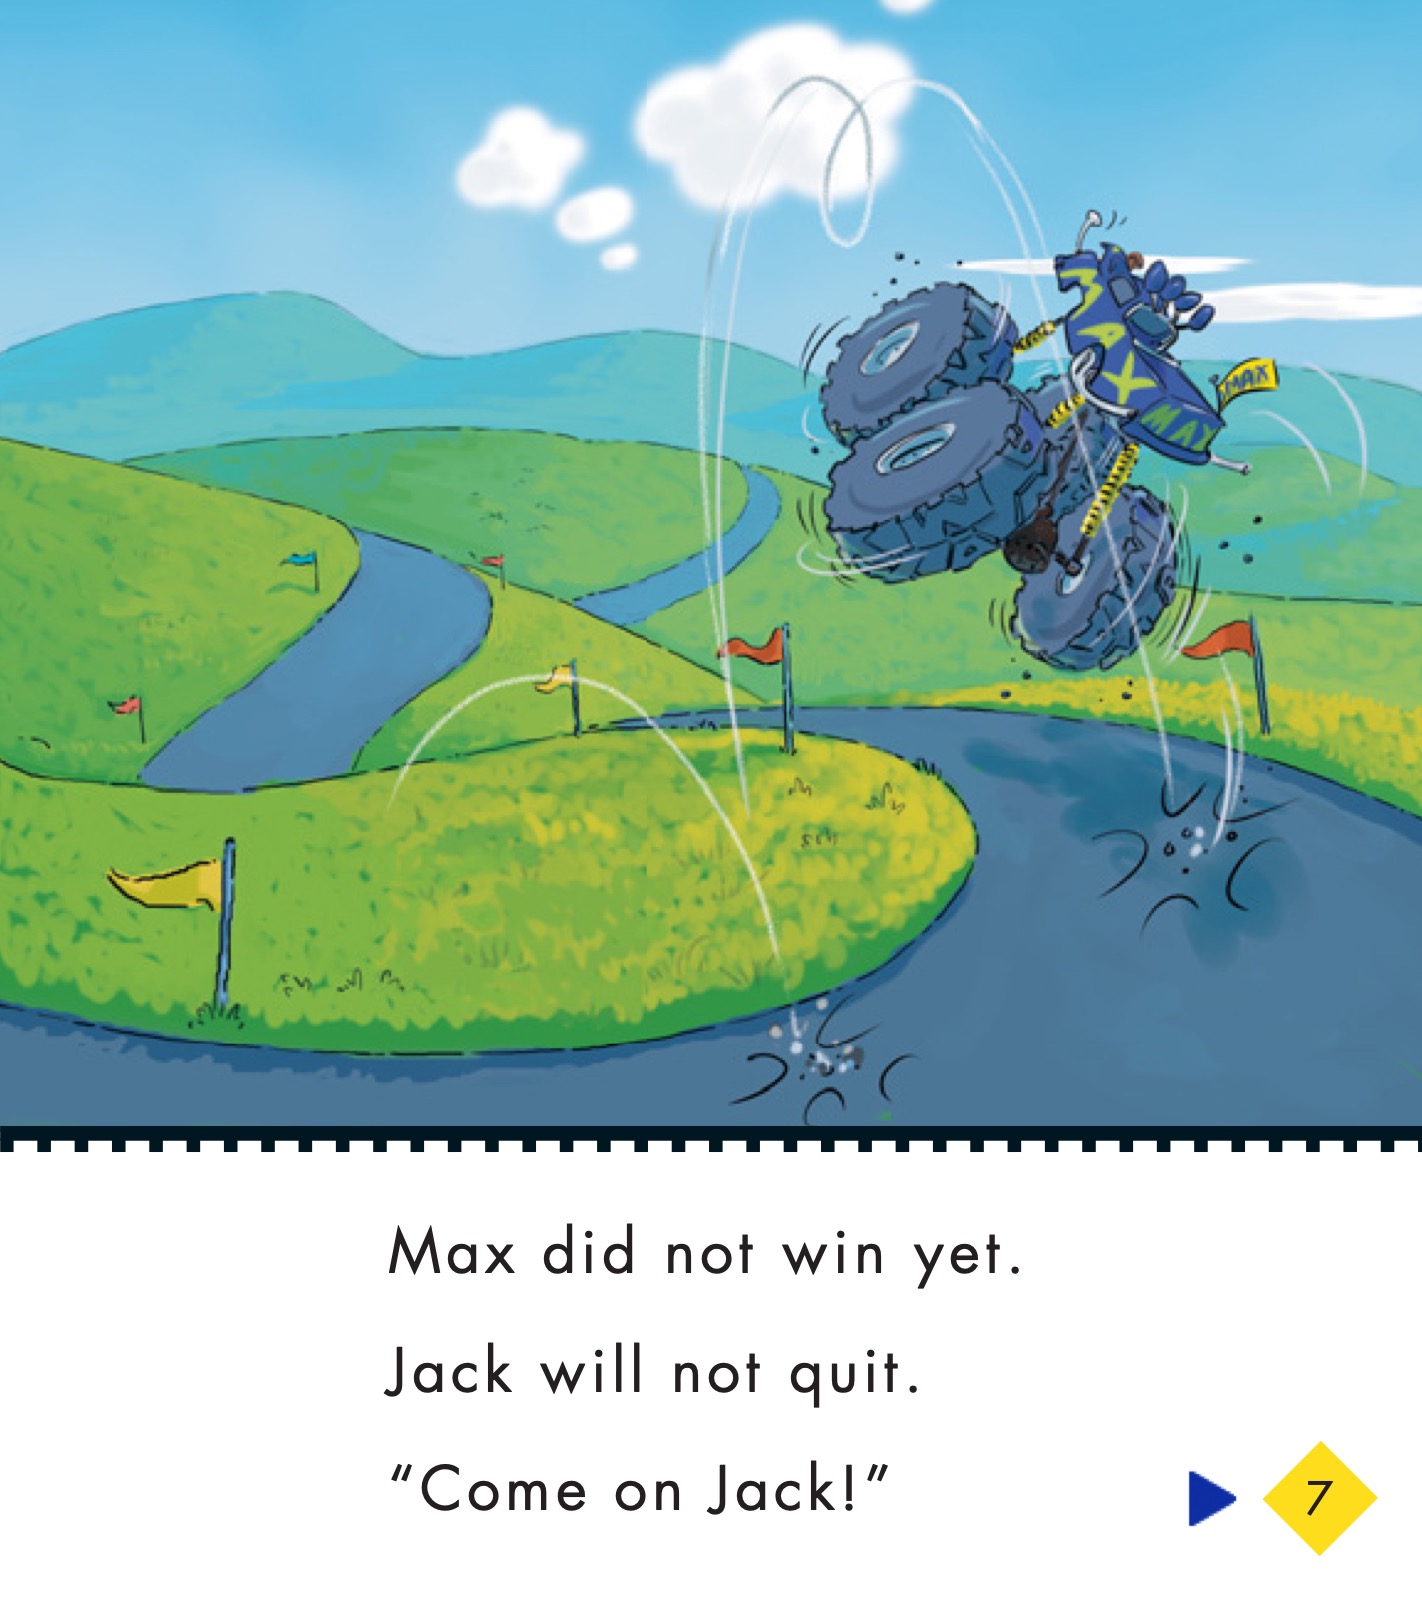 MAX
MAX
MAX
Max did not win yet.
Jack will not quit.
“Come on Jack!”
7